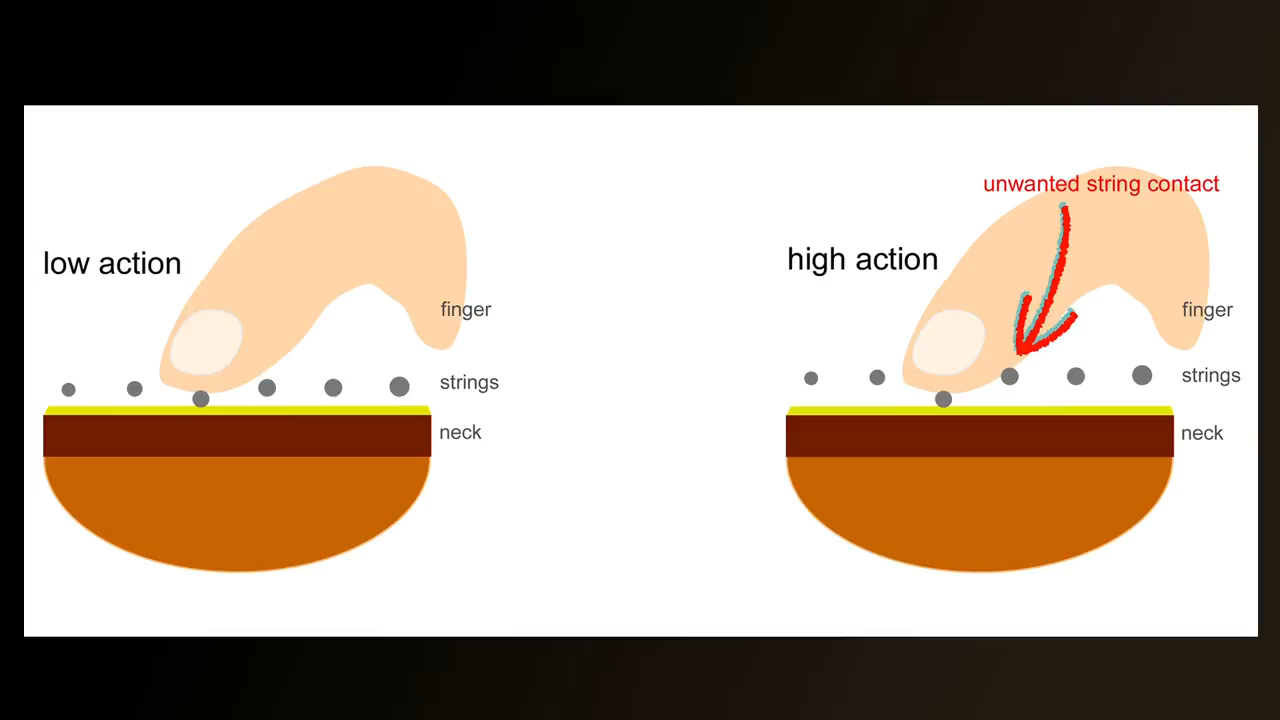 low action
finger
strings
neck
unwanted string contact
high action
finger
strings
neck